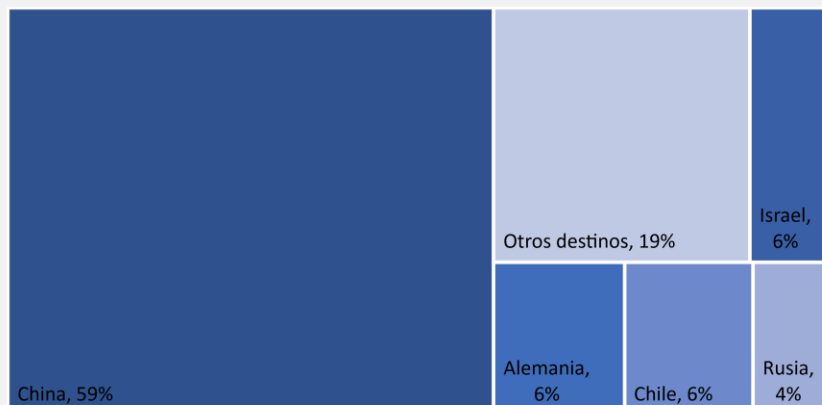 China, 59%
Otros destinos, 19%
Israel,
6%
Alemania,
6%
Chile, 6%
Rusia,
4%